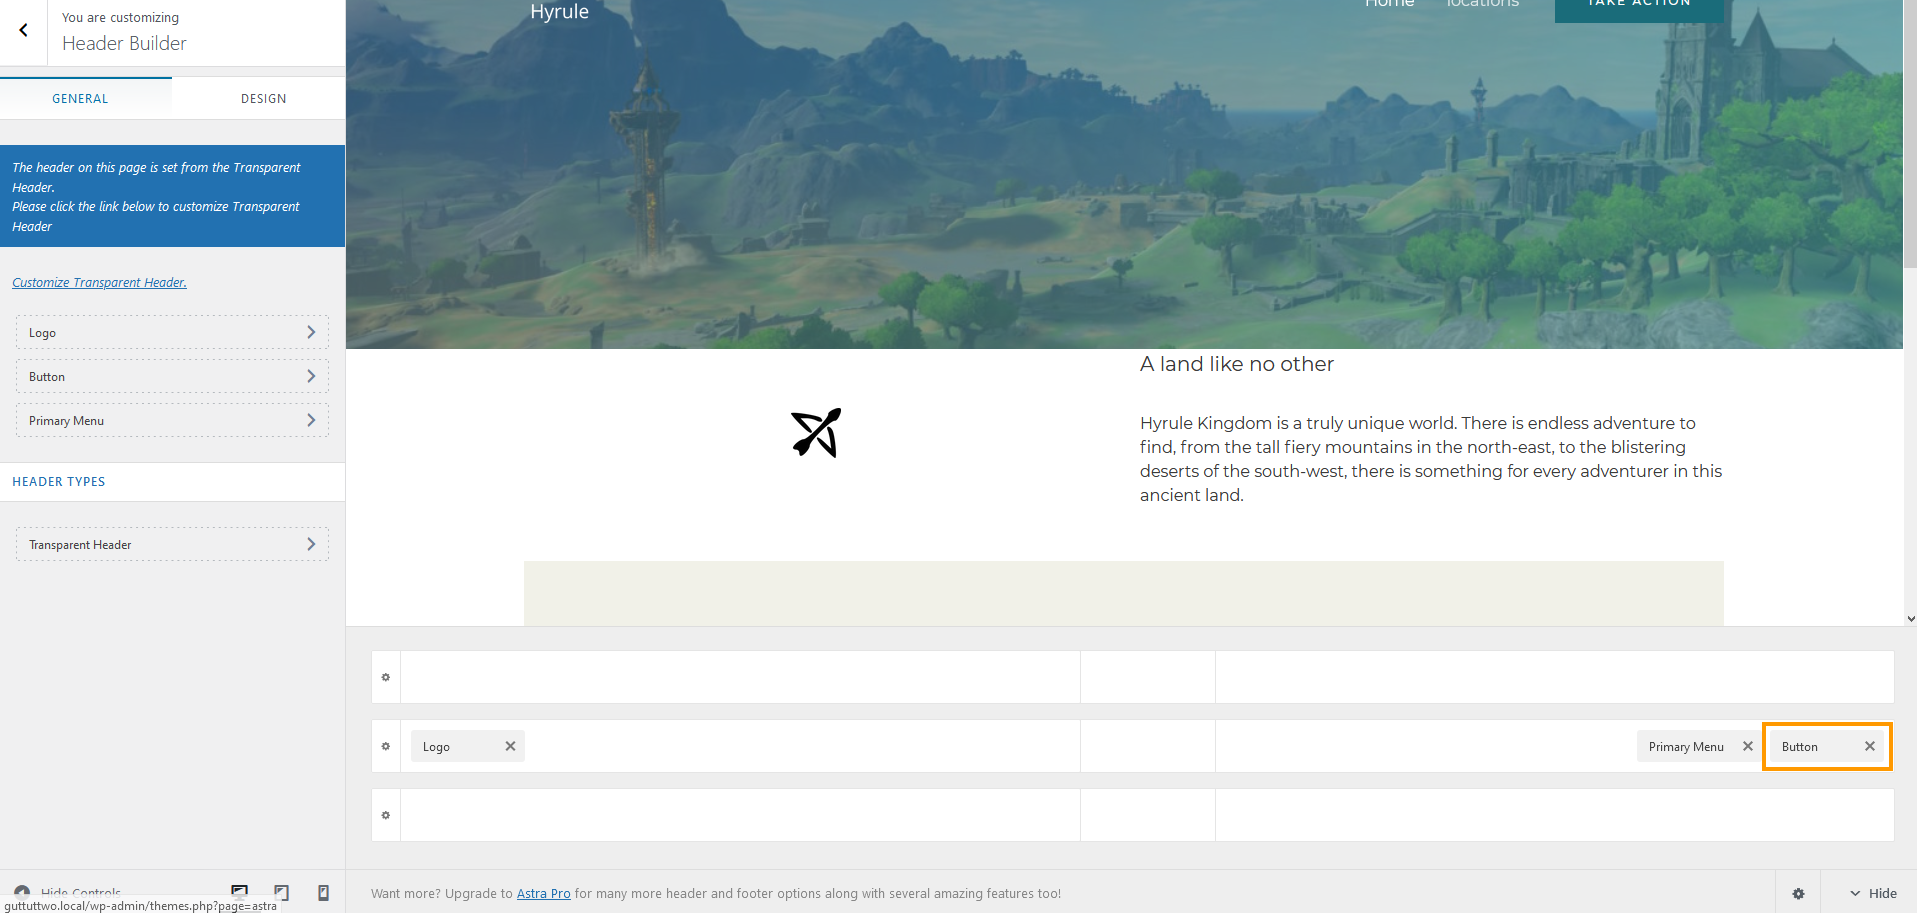 You are customizing
Header Builder
GENERAL
DESIGN
The header on this page is set from the Transparent
Header.
Please click the link below to customize Transparent
Header
Customize Transparent Header.
Logo
Button
Primary Menu
HEADER TYPES
Transparent Header
Hide Controls
guttuttwo.local/wp-admin/themes.php?page=astra
Hyrule
Home
locations
TAKE ACTION
A land like no other
Hyrule Kingdom is a truly unique world. There is endless adventure to
find, from the tall fiery mountains in the north-east, to the blistering
deserts of the south-west, there is something for every adventurer in this
ancient land.
Logo
Primary Menu
Button
Want more? Upgrade to Astra Pro for many more header and footer options along with several amazing features too!
Hide